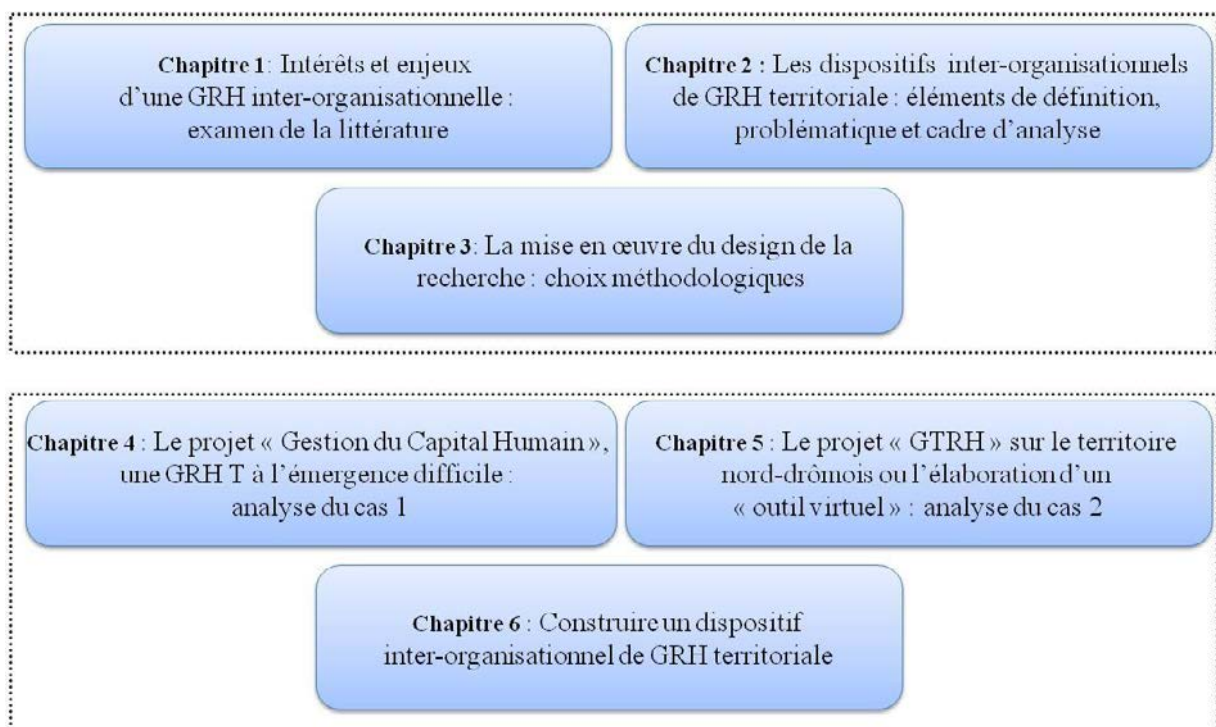 Chapitre 1: Intérêts et enjeux
d'une GRH inter-organisationnelle :
examen de la littérature
Chapitre 2 : Les dispositifs inter-organisationnels
de GRH territoriale : éléments de définition,
problématique et cadre d'analyse
Chapitre 3: La mise en œuvre du design de la
recherche : choix méthodologiques
Chapitre 4 : Le projet « Gestion du Capital Humain »,
une GRH T à l'émergence difficile :
analyse du cas 1
Chapitre 5 : Le projet « GTRH » sur le territoire
nord-drômois ou l'élaboration d'un
« outil virtuel » : analyse du cas 2
Chapitre 6 : Construire un dispositif
inter-organisationnel de GRH territoriale